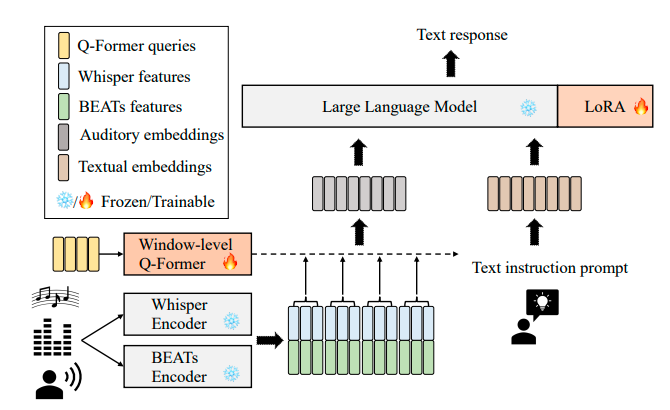 Q-Former queries
Whisper features
BEATs features
Auditory embeddings
Textual embeddings
/ Frozen/Trainable
Text response
Large Language Model
LoRA
Window-level
Q-Former
Text instruction prompt
Whisper
Encoder
BEATs
Encoder